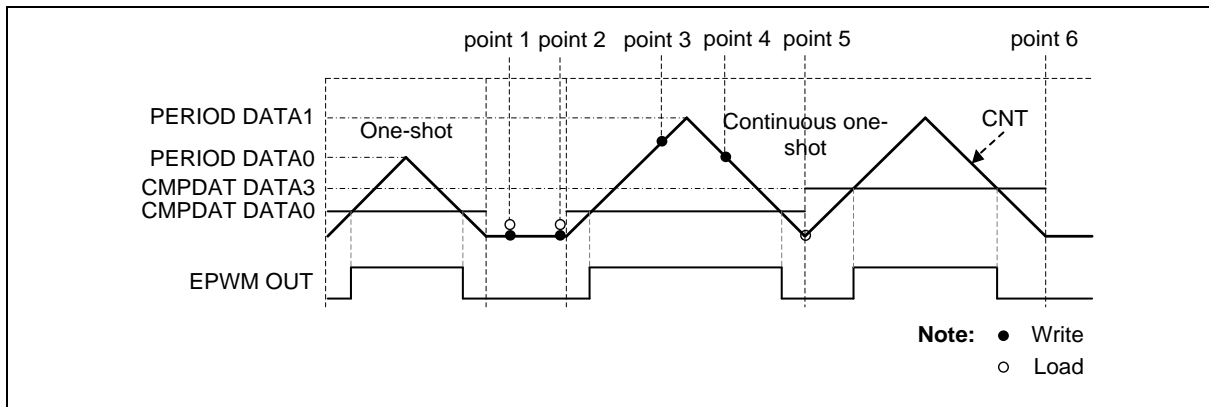 point 1 point 2 point 3 point 4 point 5 point 6
PERIOD DATA1
One-shot
Continuous one-
shot
CNT
PERIOD DATA0
CMPDAT DATA3
CMPDAT DATA0
EPWM OUT
Note: Write
Load